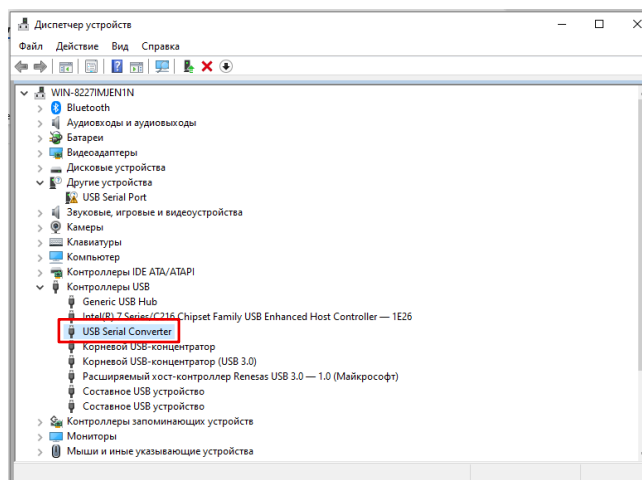 Диспетчер устройств
Файл Действие Вид Справка
WIN-8227IMJEN1N
Bluetooth
Аудиовходы и аудиовыходы
Батареи
Видеоадаптеры
Дисковые устройства
Другие устройства
USB Serial Port
Звуковые, игровые и видеоустройства
Камеры
Клавиатуры
Компьютер
Контроллеры IDE ATA/ATAPI
Контроллеры USB
Generic USB Hub
Intel(R) 7 Series/C216 Chipset Family USB Enhanced Host Controller — 1E26
USB Serial Converter
Корневой USB-концентратор
Корневой USB-концентратор (USB 3.0)
Расширяемый хост-контроллер Renesas USB 3.0 — 1.0 (Майкрософт)
Составное USB устройство
Составное USB устройство
Контроллеры запоминающих устройств
Мониторы
Мыши и иные указывающие устройства